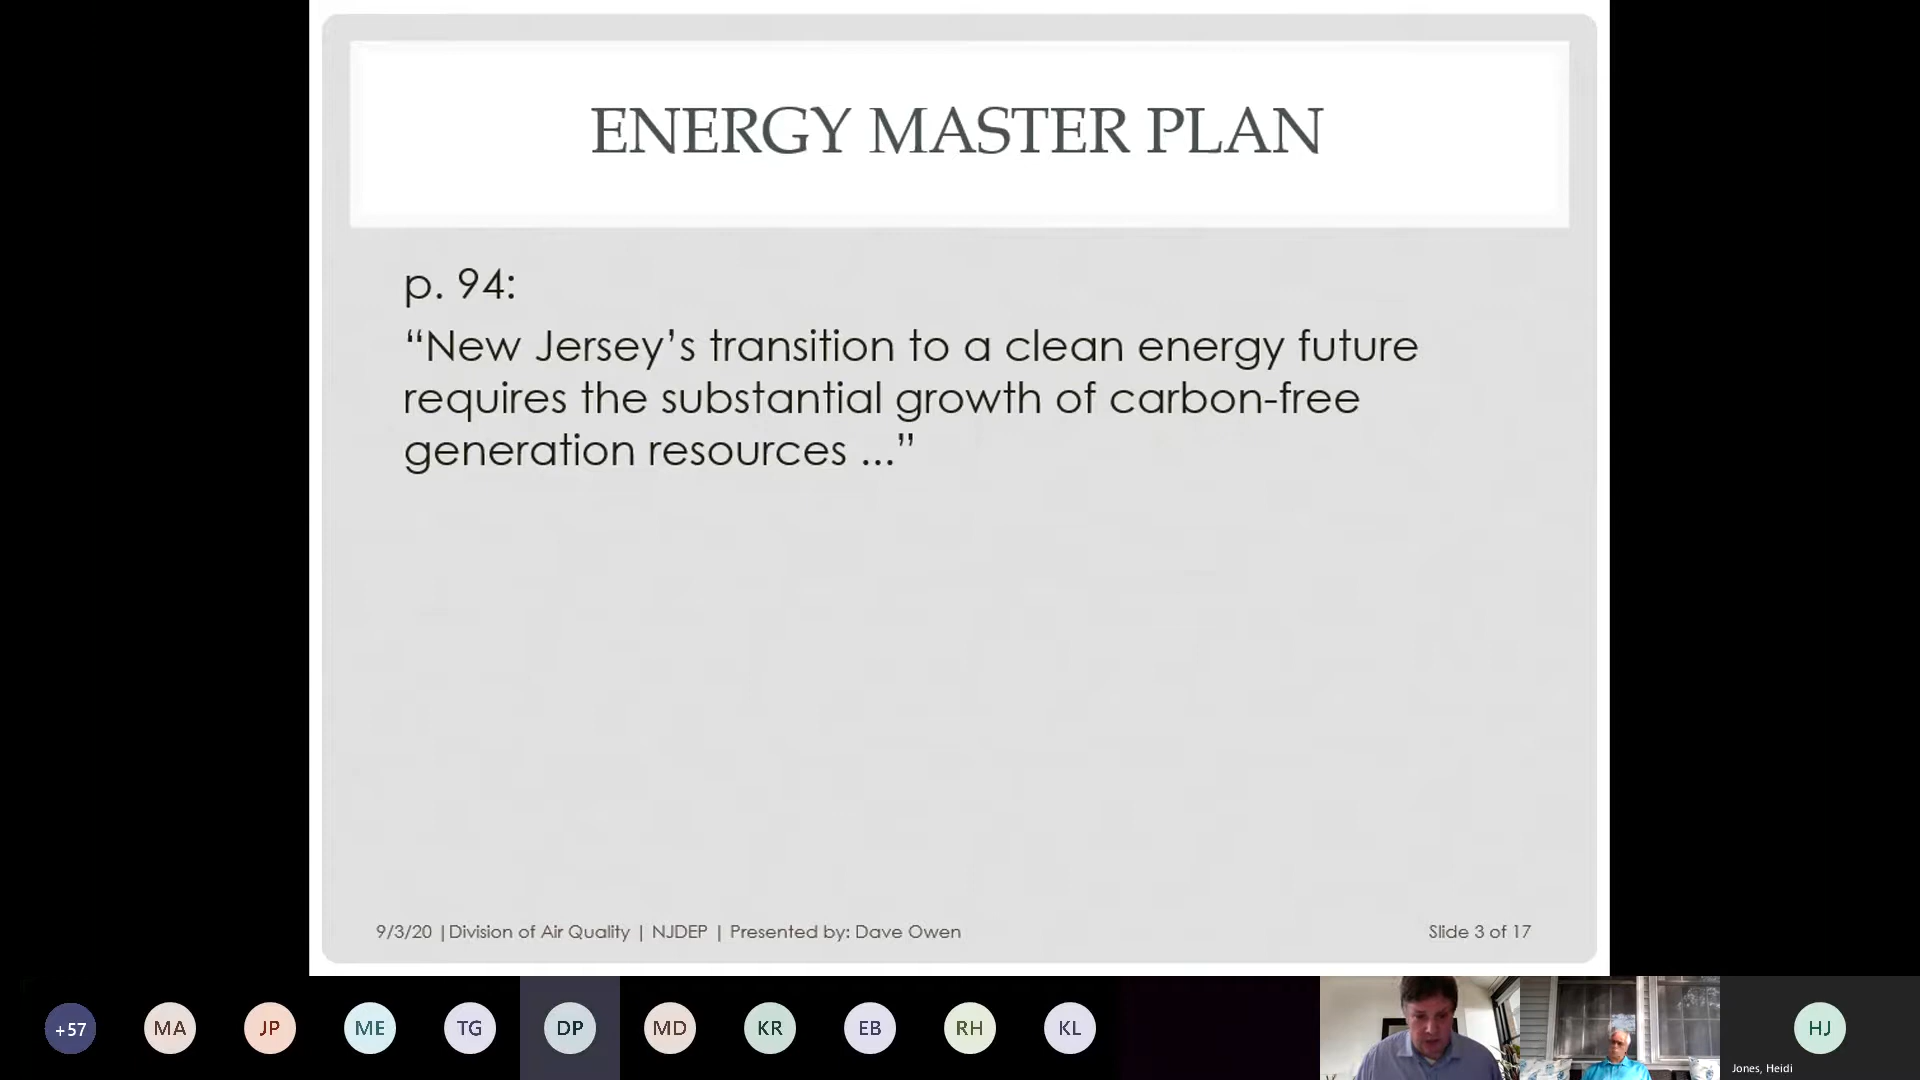 ENERGY MASTER PLAN
p. 94:
“New Jersey’s transition to a clean energy future
requires the substantial growth of carbon-free
generation resources ...”
9/3/20 |Division of Air Quality | NJDEP | Presented by: Dave Owen
Slide 3 of 17
+57
MA
JP
ME
TG
DP
MD
KR
EB
RH
KL
HJ
Jones, Heidi